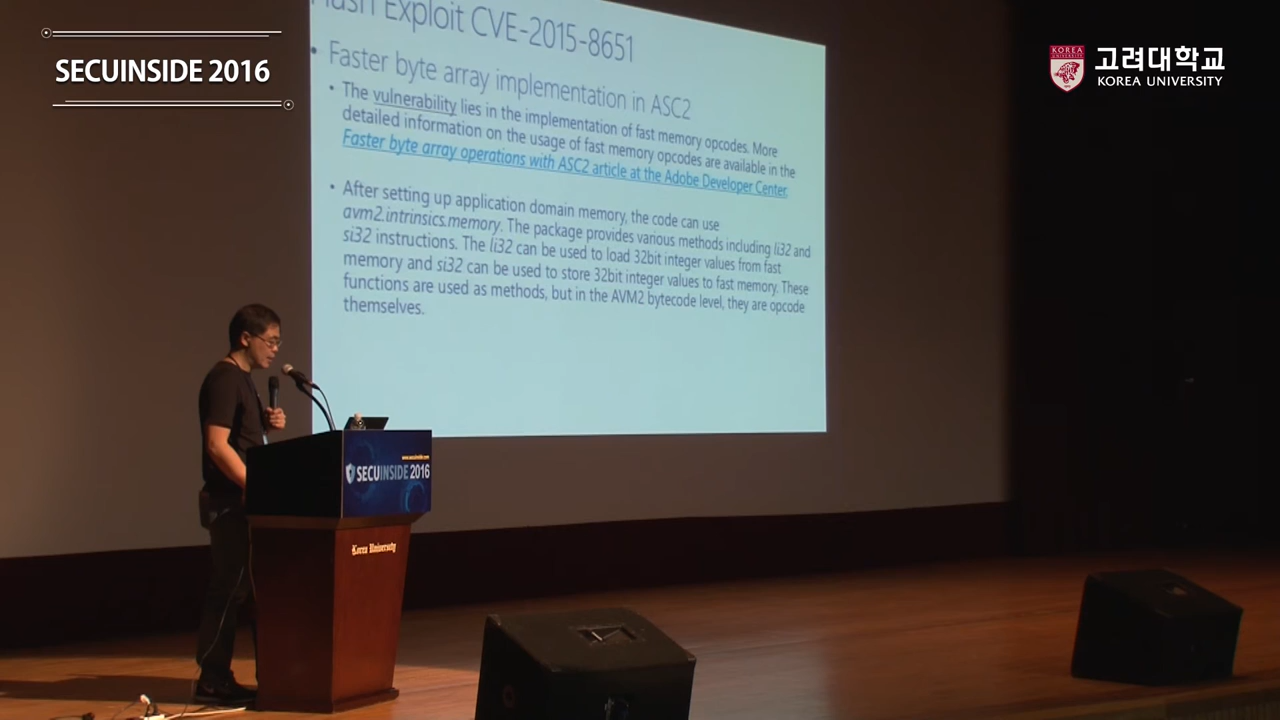 SECUINSIDE 2016
고려대학교
KOREA UNIVERSITY
Flash Exploit CVE-2015-8651
• Faster byte array implementation in ASC2
• The vulnerability lies in the implementation of fast memory opcodes. More
detailed information on the usage of fast memory opcodes are available in the
Faster byte array operations with ASC2 article at the Adobe Developer Center.
• After setting up application domain memory, the code can use
avm2.intrinsics.memory. The package provides various methods including li32 and
si32 instructions. The li32 can be used to load 32bit integer values from fast
memory and si32 can be used to store 32bit integer values to fast memory. These
functions are used as methods, but in the AVM2 bytecode level, they are opcode
themselves.
www.secuinside.com
SECUINSIDE 2016
Korea University